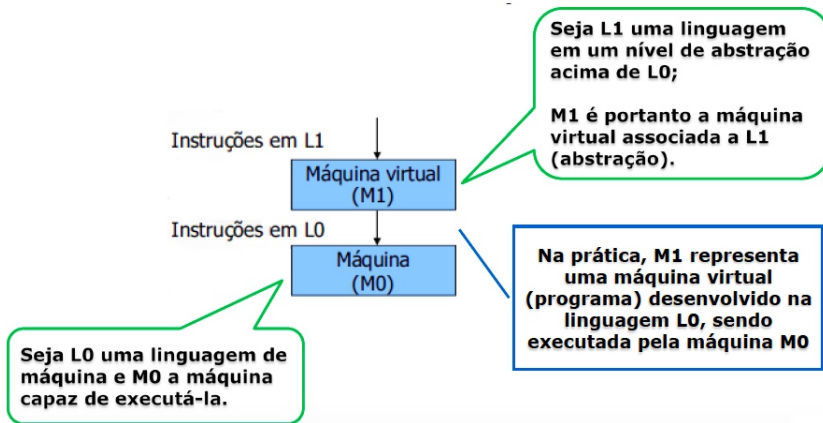 Seja L1 uma linguagem
em um nível de abstração
acima de L0;
M1 é portanto a máquina
virtual associada a L1
(abstração).
Instruções em L1
Máquina virtual
(M1)
Instruções em L0
Máquina
(M0)
Na prática, M1 representa
uma máquina virtual
(programa) desenvolvido na
linguagem L0, sendo
executada pela máquina M0
Seja L0 uma linguagem de
máquina e M0 a máquina
capaz de executá-la.